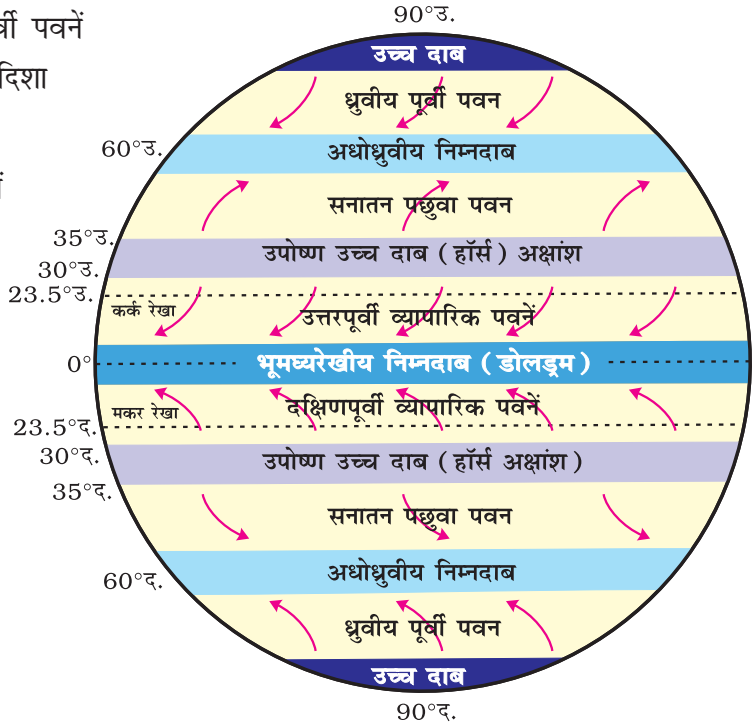 र्वी पवनें
दिशा
90°उ.
उच्च दाब
ध्रुवीय पूर्वी पवन
60°उ.
अधोध्रुवीय निम्नदाब
सनातन पछुवा पवन
35°उ.
उपोष्ण उच्च दाब (हॉर्स) अक्षांश
30°उ.
23.5°उ.
कर्क रेखा
उत्तरपूर्वी व्यापारिक पवनें
0°
भूमघ्यरेखीय निम्नदाब (डोलड्रम)
मकर रेखा
दक्षिणपूर्वी व्यापारिक पवनें
23.5°द.
30°द.
उपोष्ण उच्च दाब (हॉर्स अक्षांश)
35°द.
सनातन पछुवा पवन
60°द.
अधोध्रुवीय निम्नदाब
ध्रुवीय पूर्वी पवन
उच्च दाब
90°द.